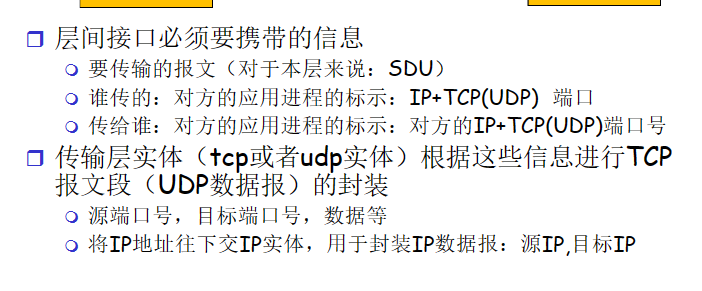 层间接口必须要携带的信息
要传输的报文（对于本层来说：SDU）
谁传的：对方的应用进程的标示：IP+TCP(UDP) 端口
传给谁：对方的应用进程的标示：对方的IP+TCP(UDP)端口号
传输层实体（tcp或者udp实体）根据这些信息进行TCP
报文段（UDP数据报）的封装
源端口号，目标端口号，数据等
将IP地址往下交IP实体，用于封装IP数据报：源IP,目标IP